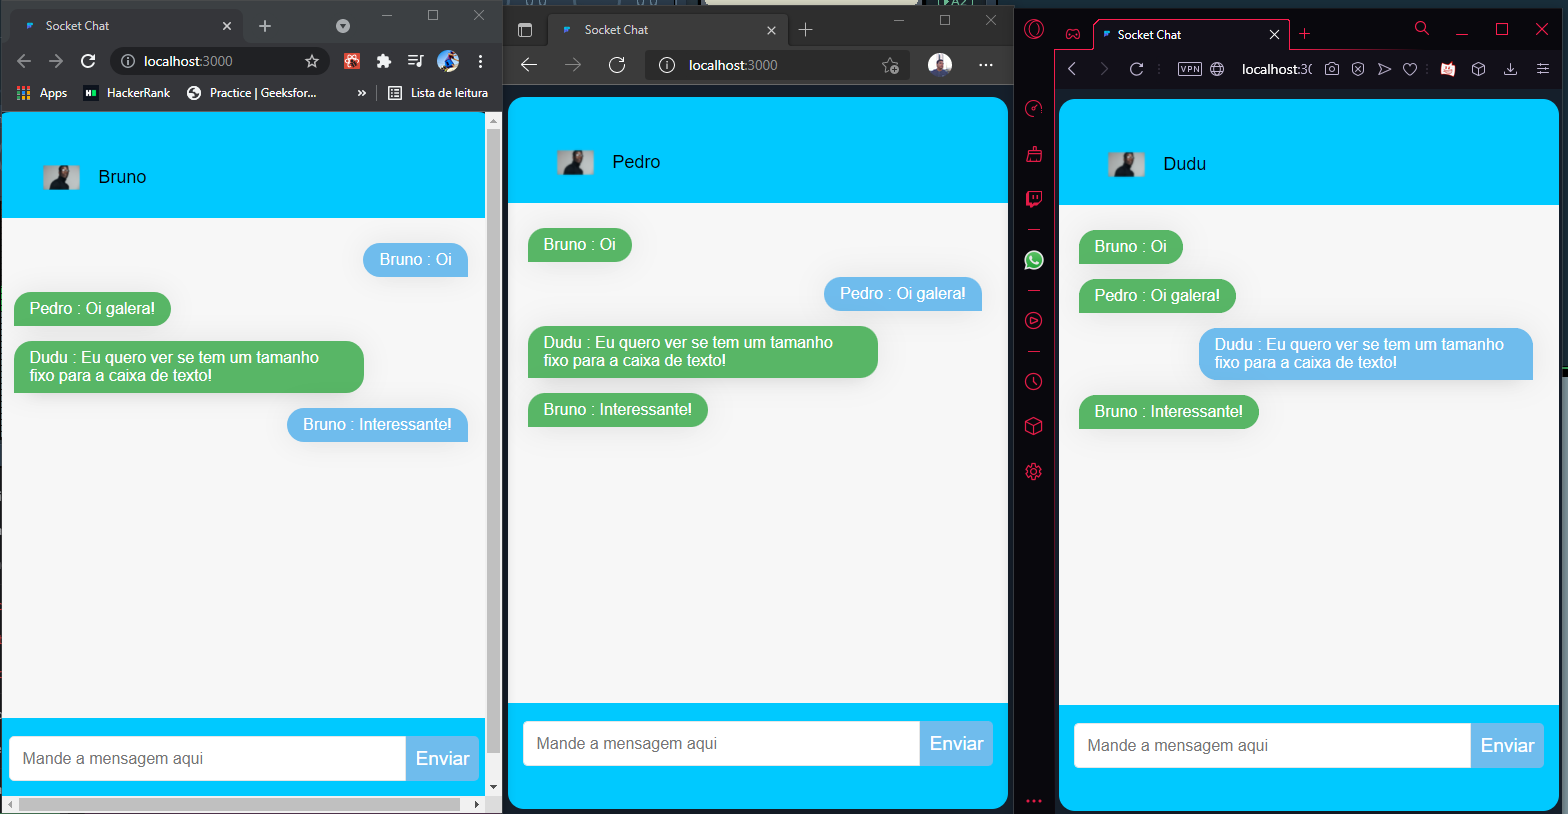 Socket Chat
localhost:3000
Apps
HackerRank
Practice | Geeksfor...
»
Lista de leitura
Bruno
Bruno : Oi
Pedro : Oi galera!
Dudu : Eu quero ver se tem um tamanho
fixo para a caixa de texto!
Bruno : Interessante!
Mande a mensagem aqui
Enviar
Socket Chat
localhost:3000
Pedro
Bruno : Oi
Pedro : Oi galera!
Dudu : Eu quero ver se tem um tamanho
fixo para a caixa de texto!
Bruno : Interessante!
Mande a mensagem aqui
Enviar
Socket Chat
VPN
localhost:30
Dudu
Bruno : Oi
Pedro : Oi galera!
Dudu : Eu quero ver se tem um tamanho
fixo para a caixa de texto!
Bruno : Interessante!
Mande a mensagem aqui
Enviar